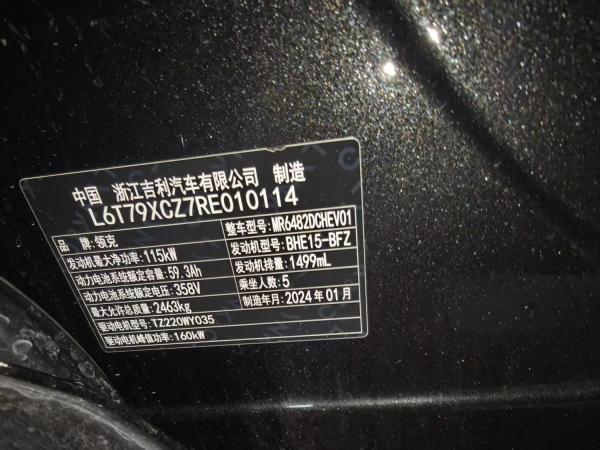 中国 浙江吉利汽车有限公司 制造
L6T79XCZ7RE010114
品牌:领克 整车型号:MR6482DCHEV01
发动机最大净功率:115kW 发动机型号:BHE15-BFZ
动力电池系统额定容量:59.3Ah 发动机排量:1499mL
动力电池系统额定电压:358V 乘坐人数:5
最大允许总质量:2463kg 制造年月:2024年01月
驱动电机型号:TZ220WY035
驱动电机峰值功率:160kW